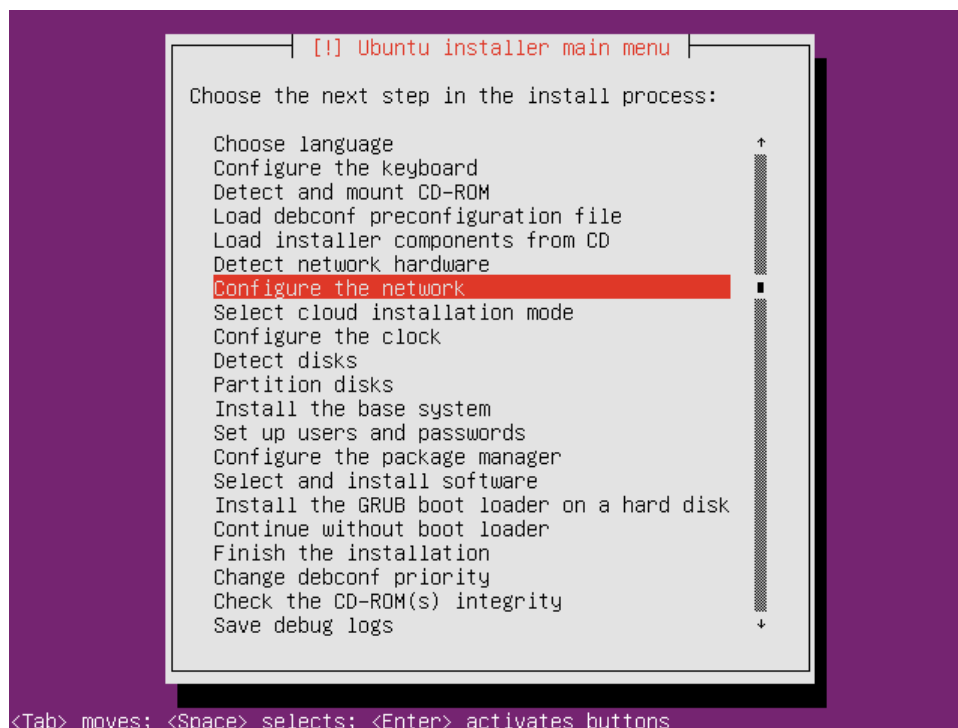 [!] Ubuntu installer main menu
Choose the next step in the install process:
Choose language
Configure the keyboard
Detect and mount CD-ROM
Load debconf preconfiguration file
Load installer components from CD
Detect network hardware
Configure the network
Select cloud installation mode
Configure the clock
Detect disks
Partition disks
Install the base system
Set up users and passwords
Configure the package manager
Select and install software
Install the GRUB boot loader on a hard disk
Continue without boot loader
Finish the installation
Change debconf priority
Check the CD-ROM(s) integrity
Save debug logs
<Tab> moves; <Space> selects; <Enter> activates buttons